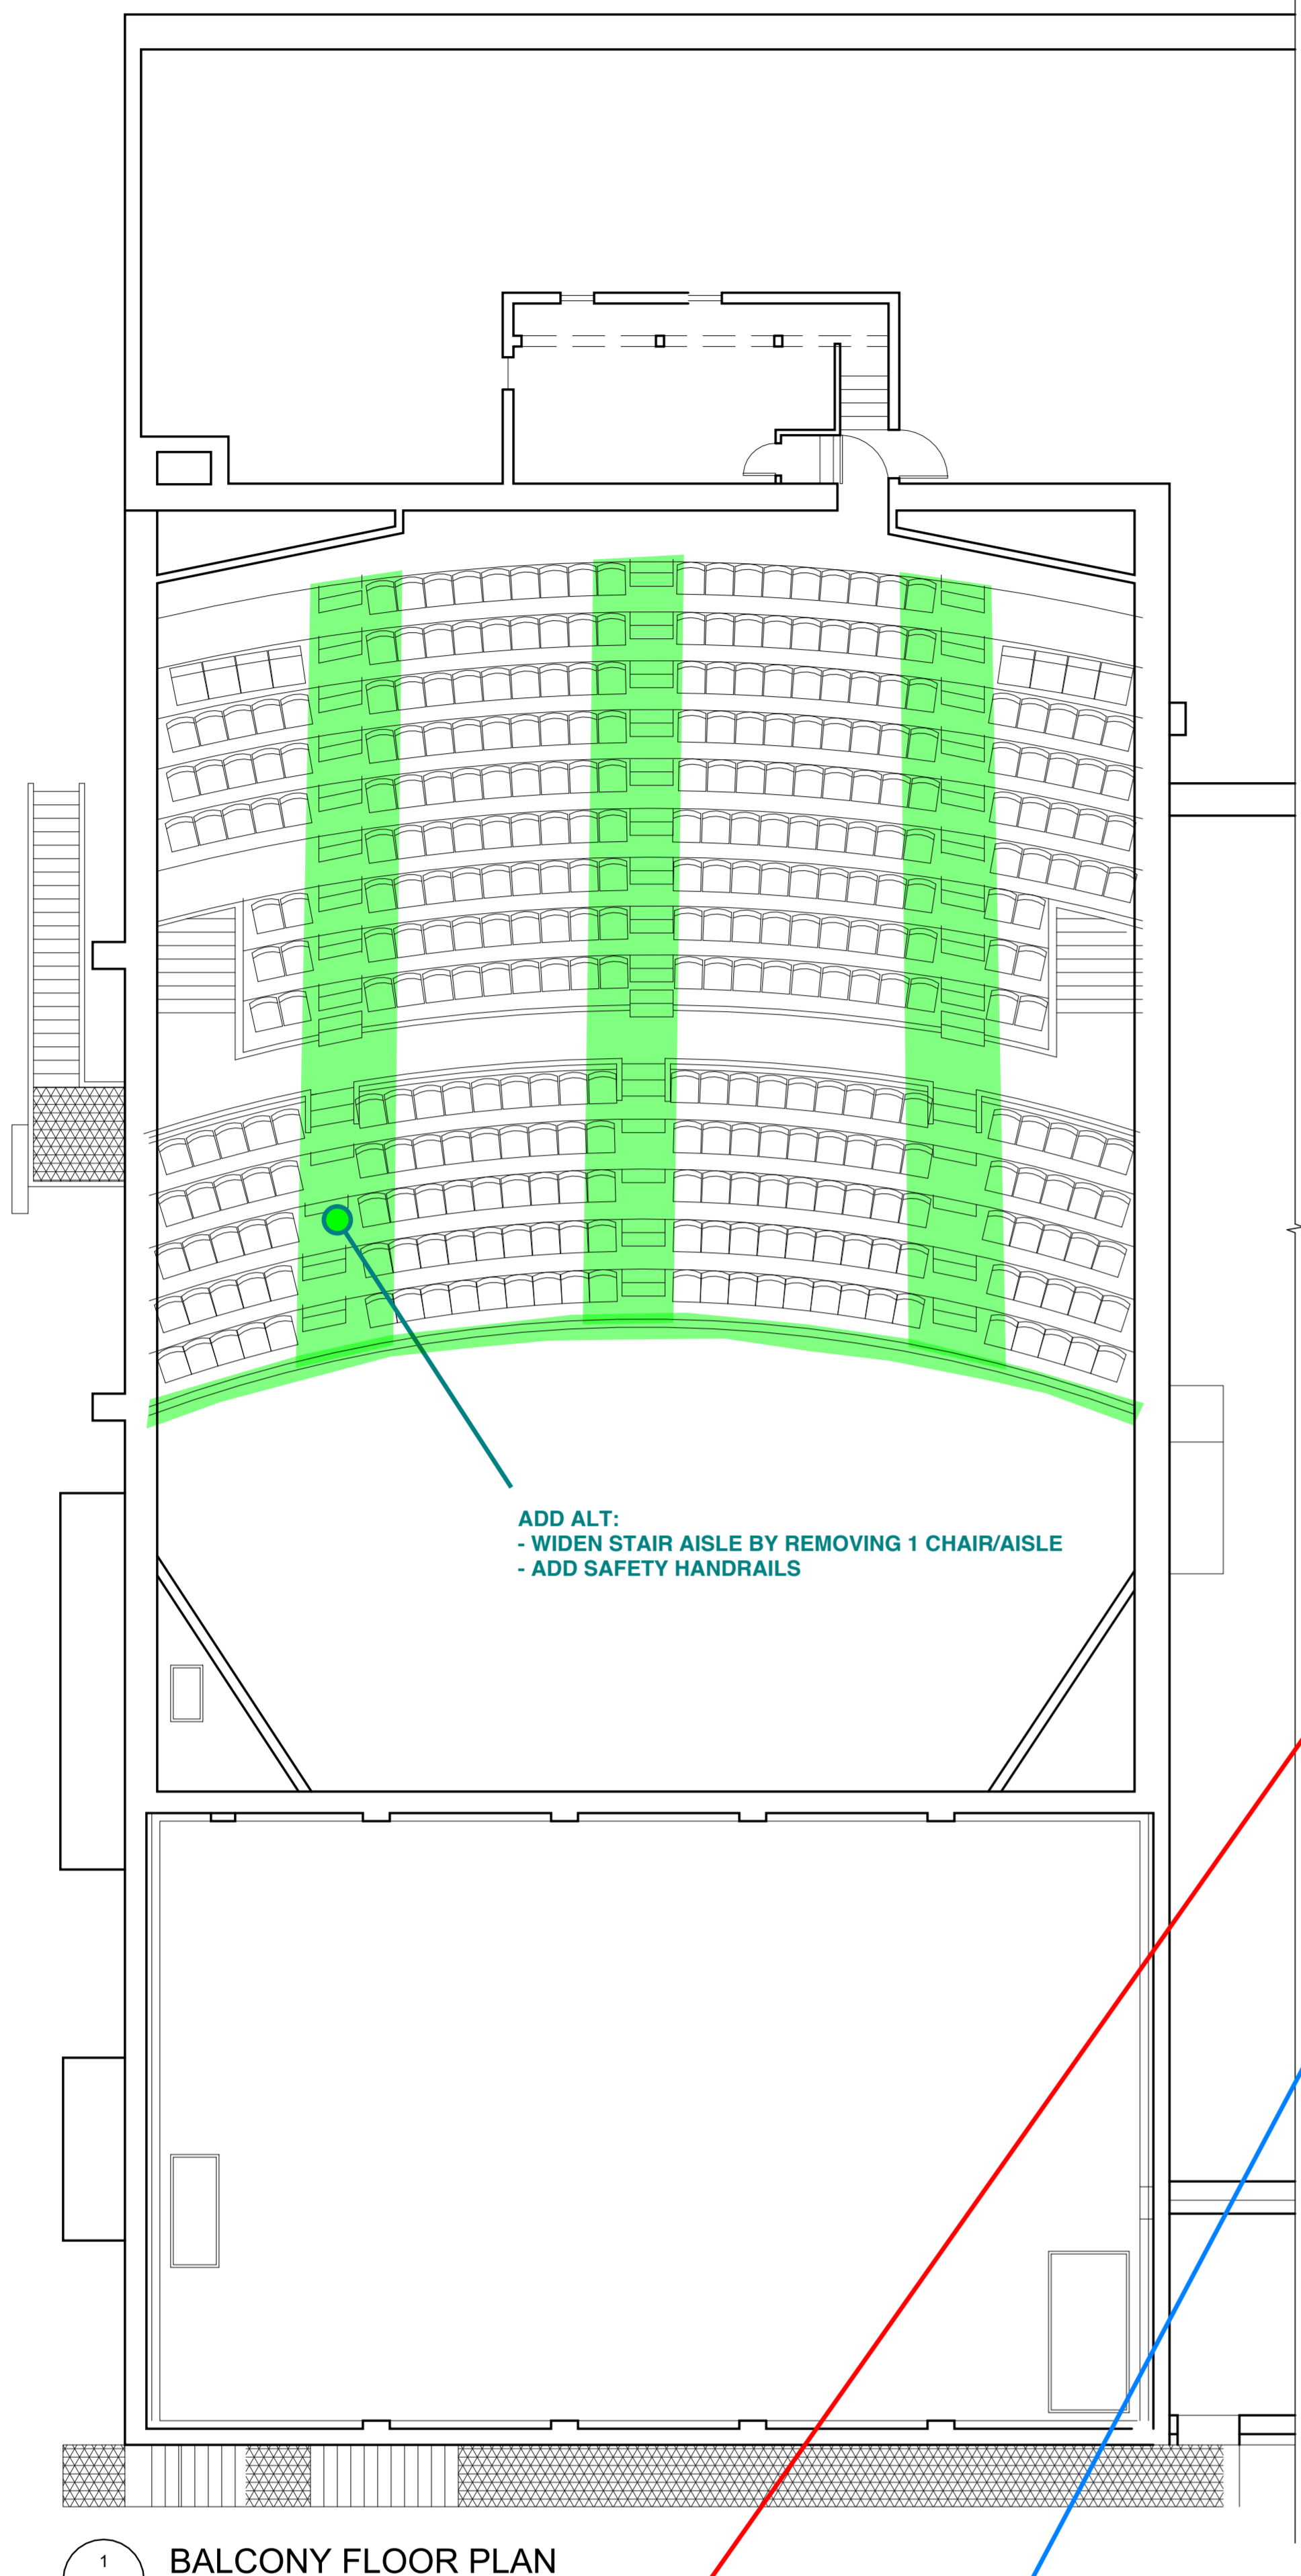 ADD ALT:
- WIDEN STAIR AISLE BY REMOVING 1 CHAIR/AISLE
- ADD SAFETY HANDRAILS
1
BALCONY FLOOR PLAN